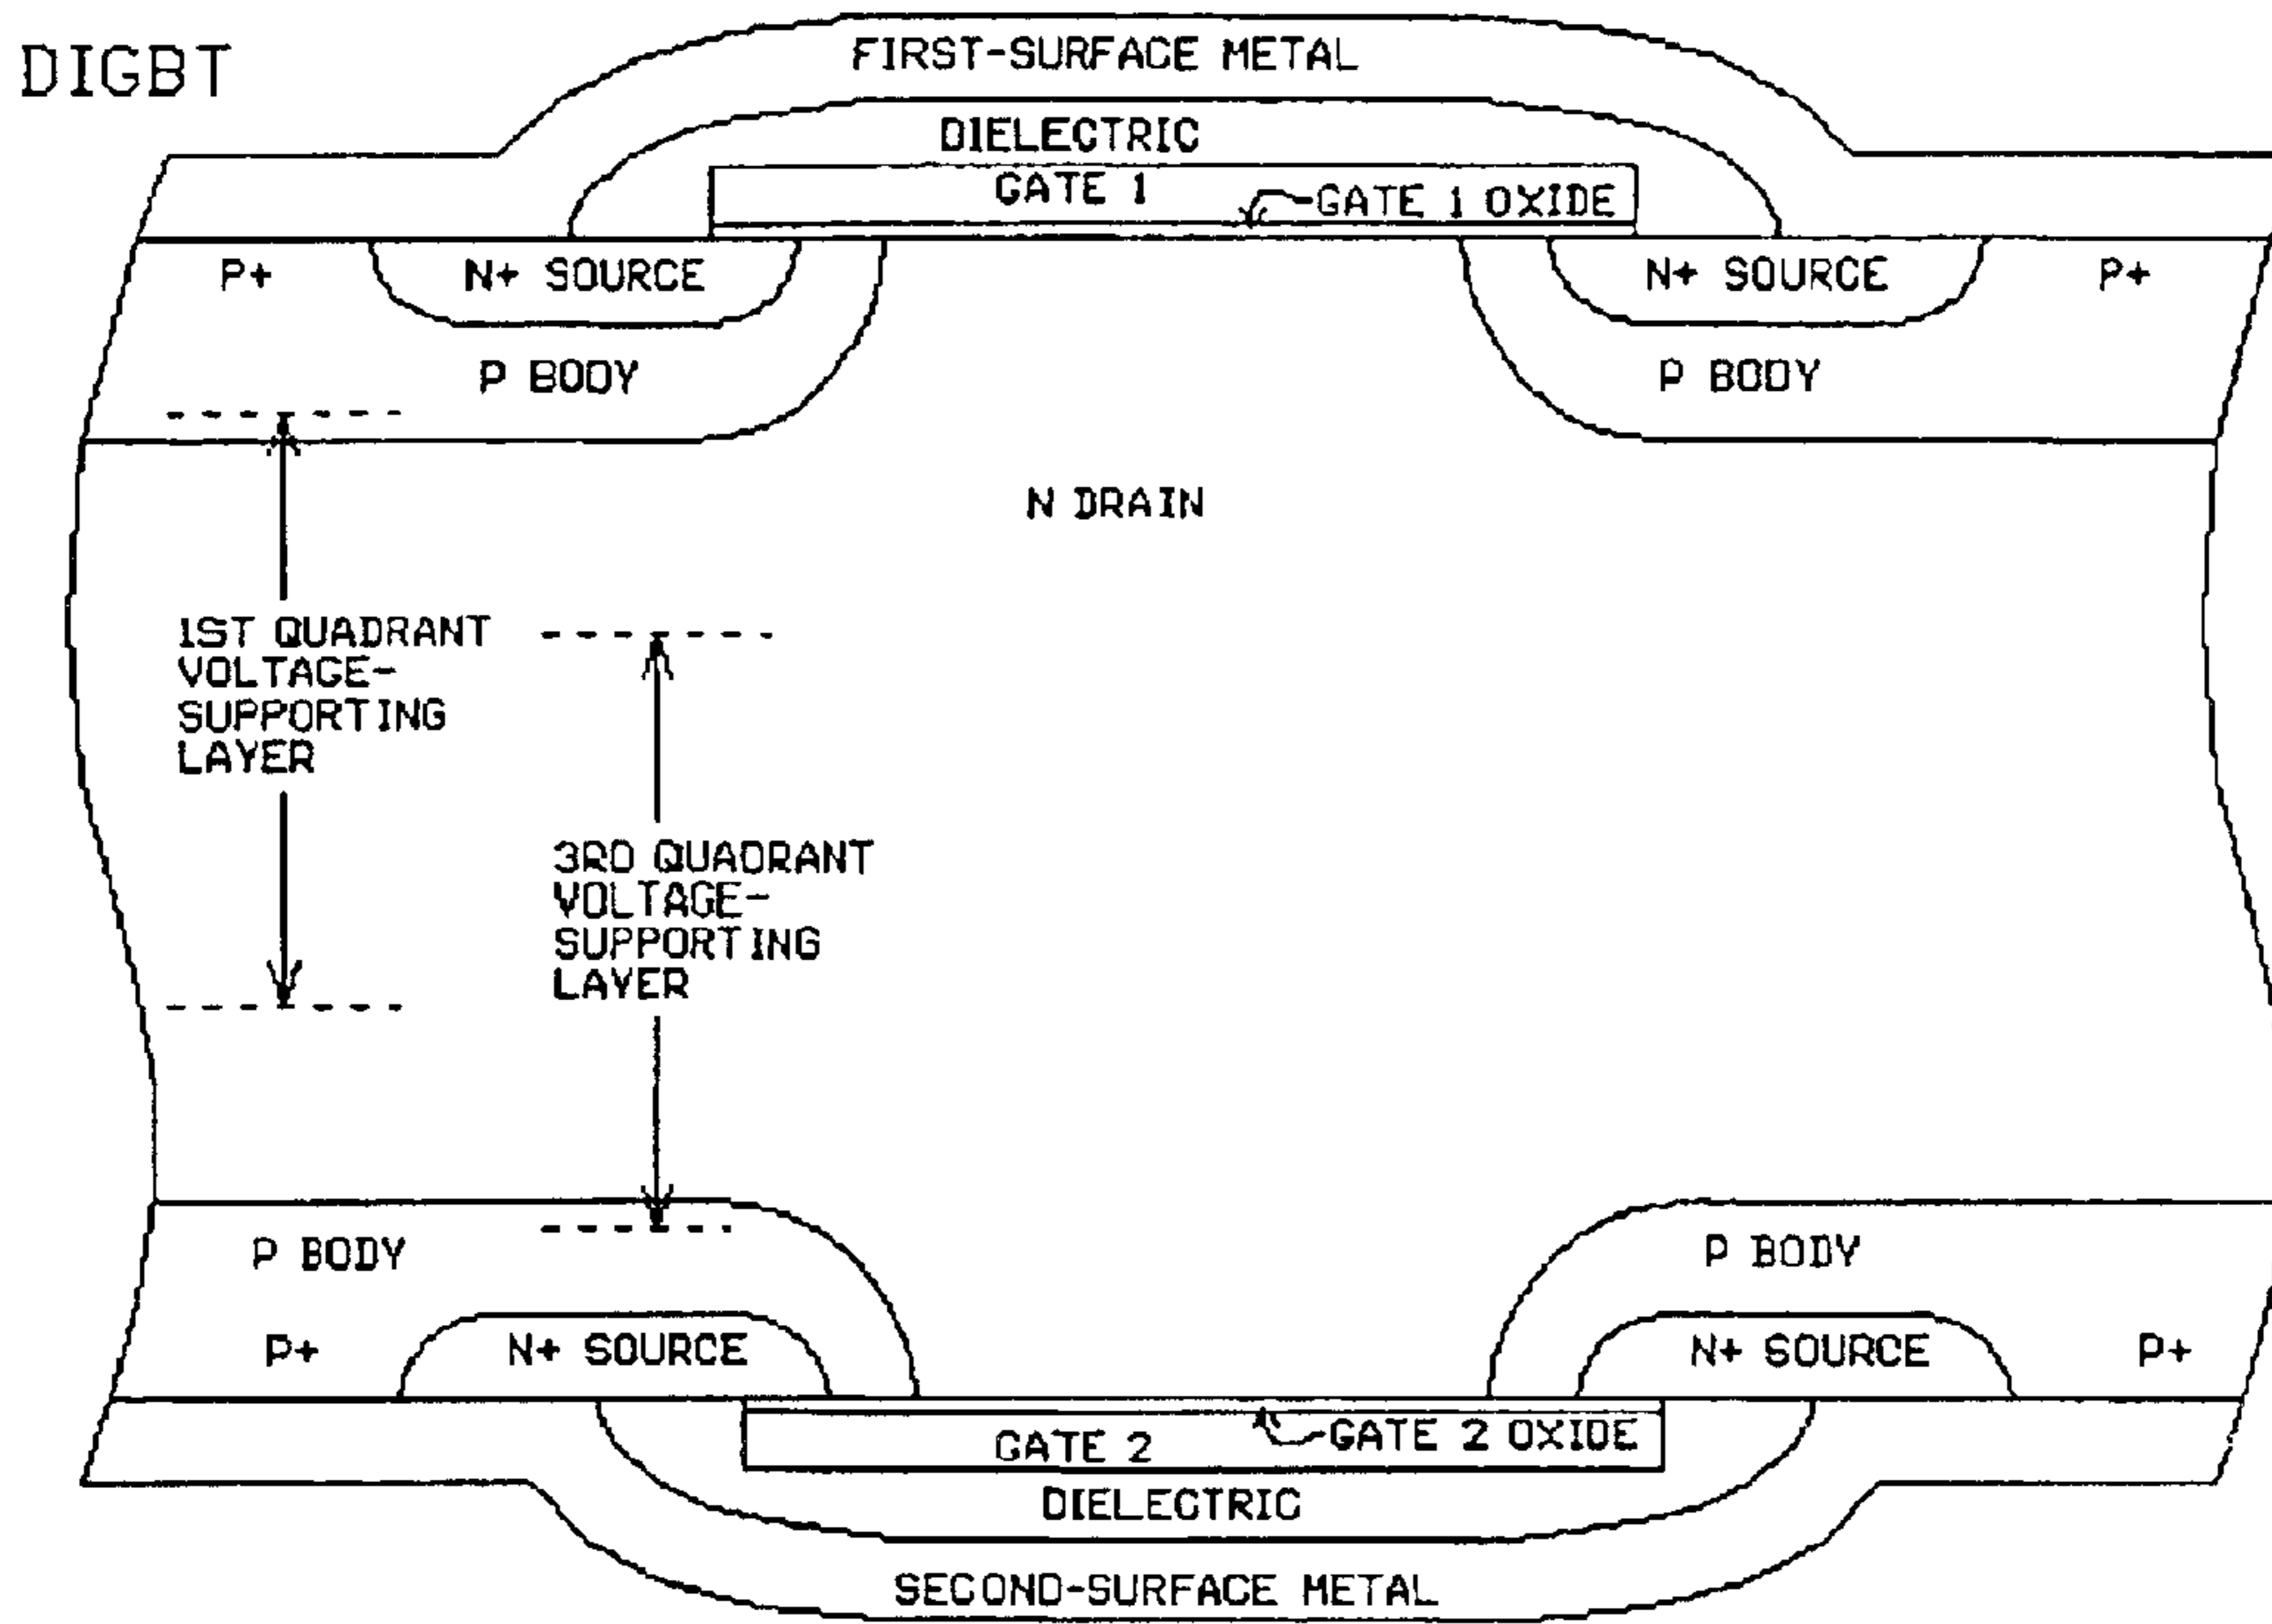 DIGBT
FIRST-SURFACE METAL
DIELECTRIC
GATE 1
GATE 1 OXIDE
P+
N+ SOURCE
N+ SOURCE
P+
P BODY
P BODY
N DRAIN
1ST QUADRANT
VOLTAGE-
SUPPORTING
LAYER
3RD QUADRANT
VOLTAGE-
SUPPORTING
LAYER
P BODY
P BODY
P+
N+ SOURCE
N+ SOURCE
P+
GATE 2
GATE 2 OXIDE
DIELECTRIC
SECOND-SURFACE METAL